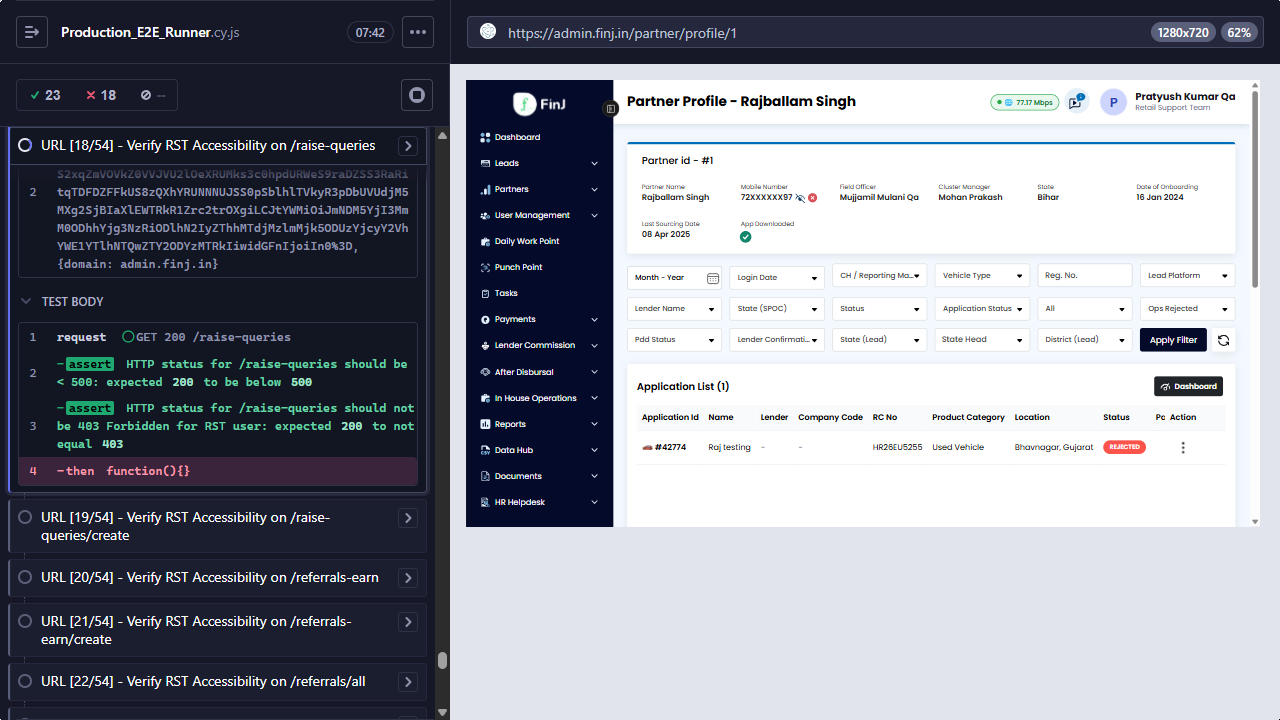 Production_E2E_Runner.cy.js
07:42
https://admin.finj.in/partner/profile/1
1280x720
62%
23
18
--
URL [18/54] - Verify RST Accessibility on /raise-queries
2
MXg2SjBIaXlEWTRkR1Zrc2trOXgiLCJtYWMiOiJmNDM5YjI3Mm
M0ODhhYjg3NzRiODlhN2IyZThhMTdjMzlmMjk5ODUzYjcyY2Vh
YWE1YTlhNTQwZTY2ODYzMTRkIiwidGFnIjoiIn0%3D,
{domain: admin.finj.in}
TEST BODY
1 request GET 200 /raise-queries
2 -assert HTTP status for /raise-queries should be
< 500: expected 200 to be below 500
3 -assert HTTP status for /raise-queries should not
be 403 Forbidden for RST user: expected 200 to not
equal 403
4 -then function(){}
URL [19/54] - Verify RST Accessibility on /raise-
queries/create
URL [20/54] - Verify RST Accessibility on /referrals-earn
URL [21/54] - Verify RST Accessibility on /referrals-
earn/create
URL [22/54] - Verify RST Accessibility on /referrals/all
FinJ
Dashboard
Leads
Partners
User Management
Daily Work Point
Punch Point
Tasks
Payments
Lender Commission
After Disbursal
In House Operations
Reports
Data Hub
Documents
HR Helpdesk
Partner Profile - Rajballam Singh
77.17 Mbps
P
Pratyush Kumar Qa
Retail Support Team
Partner id - #1
Partner Name Mobile Number Field Officer Cluster Manager State Date of Onboarding
Rajballam Singh 72XXXXXX97 Mujjamil Mulani Qa Mohan Prakash Bihar 16 Jan 2024
Last Sourcing Date App Downloaded
08 Apr 2025
Month - Year Login Date CH / Reporting Ma... Vehicle Type Reg. No. Lead Platform
Lender Name State (SPOC) Status Application Status All Ops Rejected
Pdd Status Lender Confirmati... State (Lead) State Head District (Lead) Apply Filter
Application List (1)
Dashboard
Application Id Name Lender Company Code RC No Product Category Location Status Pc Action
#42774 Raj testing - - HR26EU5255 Used Vehicle Bhavnagar, Gujarat REJECTED